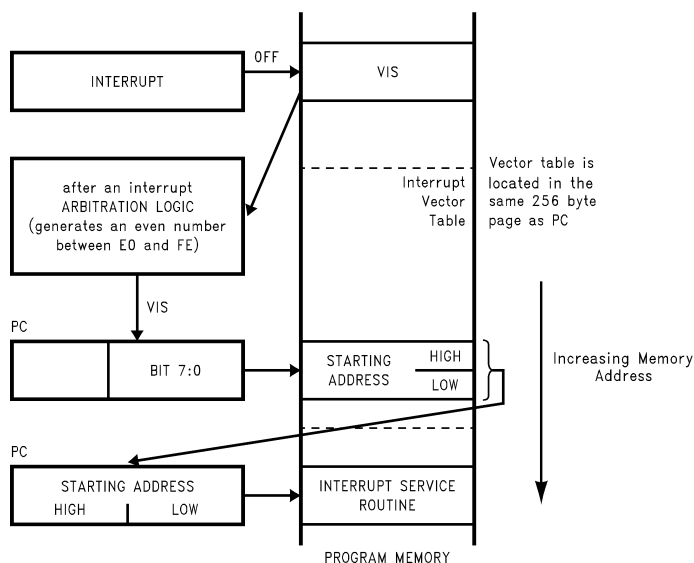 INTERRUPT
OFF
VIS
after an interrupt
ARBITRATION LOGIC
(generates an even number
between E0 and FE)
Interrupt
Vector
Table
Vector table is
located in the
same 256 byte
page as PC
VIS
PC
BIT 7:0
STARTING
ADDRESS
HIGH
LOW
Increasing Memory
Address
PC
STARTING ADDRESS
HIGH
LOW
INTERRUPT SERVICE
ROUTINE
PROGRAM MEMORY